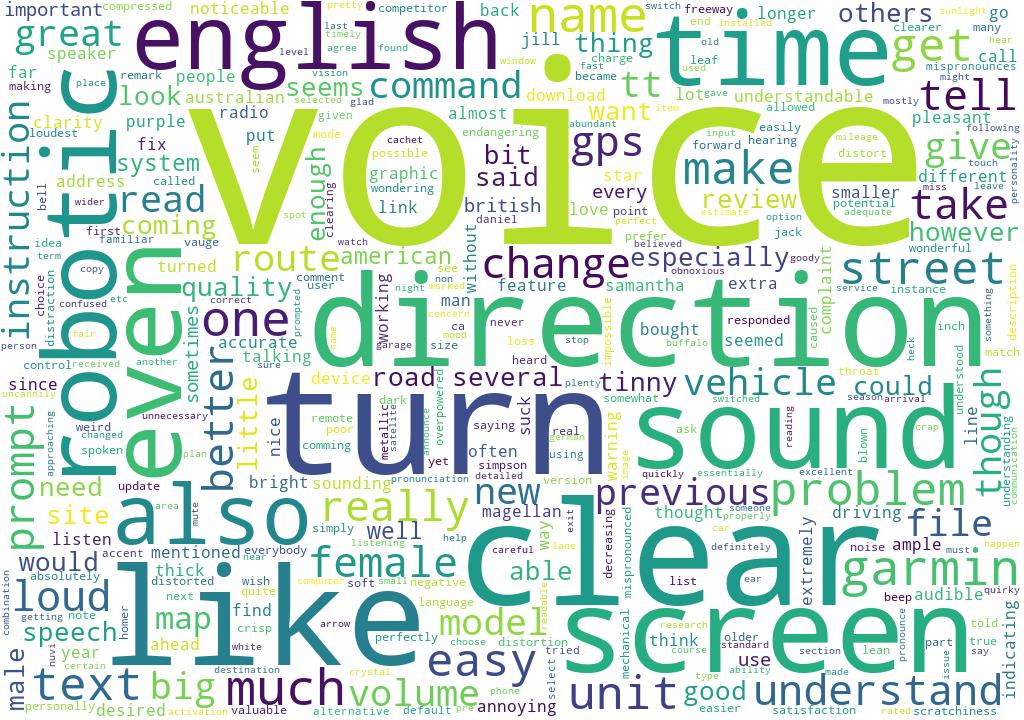 important
compressed
pretty
noticeable
competitor
back
name
switch
freeway
others
go
great
speaker
english
last
timely
agree
found
jill
thing
time
end
installed
old
longer
get
clearer
many
hear
call
far
making
place
remark
people
level
vision
window
fast
became
tt
charge
leaf
used
sunlight
mispronounces
look
australian
seems
command
selected
glad
item
download
want
lot
gave
understandable
might
mostly
tell
clarity
purple
radio
given
almost
endangering
abundant
gps
allowed
pleasant
instruction
robotic
loudest
fix
put
mode
cachet
possible
bit
make
input
forward
easily
hearing
mileage
distort
give
following
touch
personality
system
called
seem
voice
graphic
wondering
said
every
star
review
smaller
potential
different
miss
leave
address
wider
read
enough
clearing
link
british
daniel
love
point
perfect
prefer
estimate
option
jack
adequate
take
bell
first
familiar
coming
vauge
spot
watch
without
believed
obnoxious
goody
however
wonderful
idea
term
copy
turned
route
american
change
especially
street
description
choice
distraction
confused
etc
even
quality
comment
user
see
non
worked
feature
samantha
extra
complaint
service
instance
fair
correct
prompted
night
came
working
man
concern
mood
ca
size
never
heard
loss
impossible
bought
buffalo
responded
seemed
caused
heck
inch
something
match
person
control
received
another
sometimes
one
accurate
talking
garage
direction
stop
since
uncannily
sure
device
road
several
plenty
tinny
vehicle
could
throat
season
arrival
understood
though
unnecessary
better
little
nice
dark
remote
poor
metallic
satellite
announce
overpowered
saying
suck
real
german
somewhat
switched
ask
reading
blown
crap
line
understanding
communication
prompt
approaching
weird
changed
spoken
plan
turn
comming
pronunciation
yet
often
using
simpson
detailed
warning
image
sound
need
update
area
mute
bright
sounding
version
quickly
essentially
excellent
site
also
really
new
magellan
previous
someone
properly
problem
listen
simply
listening
well
help
exit
thought
car
driving
file
accent
mentioned
everybody
near
way
lane
careful
decreasing
mispronounced
definitely
extremely
noise
ample
must
happen
would
absolutely
thick
distorted
wish
quite
female
computer
soft
small
negative
clear
able
list
ear
garmin
beep
audible
quirky
combination
loud
next
like
language
readable
mechanical
research
course
older
standard
pronounce
told
getting
note
homer
map
find
crisp
arrow
perfectly
model
choose
distortion
tried
screen
think
section
lean
part
true
issue
say
speech
year
ahead
white
easy
select
use
type
ability
made
indicating
male
nuvi
certain
destination
crystal
text
big
much
volume
phone
pre
annoying
unit
good
easier
understand
personally
desired
activation
valuable
alternative
default
satisfaction
rated
scratchiness